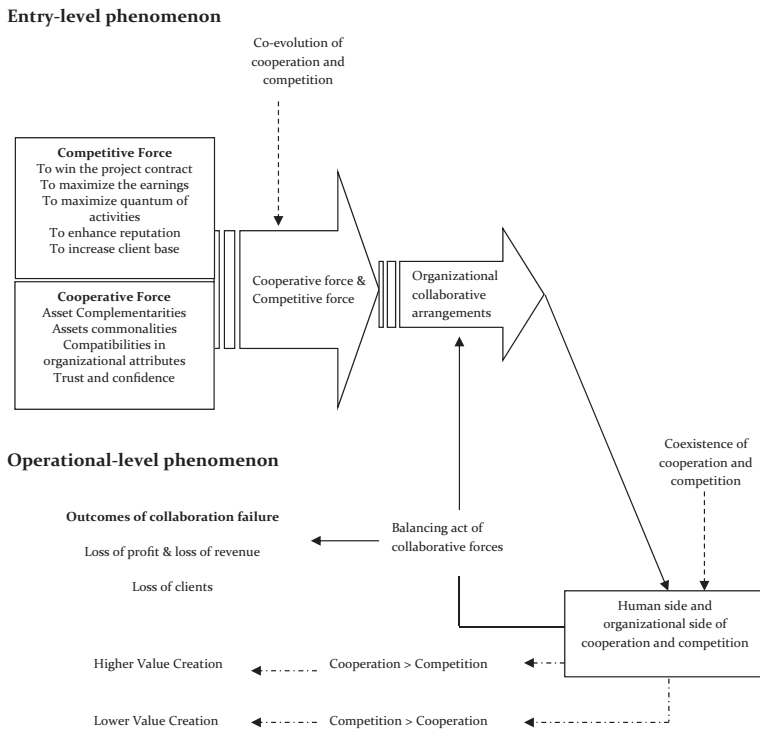 Entry-level phenomenon
Co-evolution of
cooperation and
competition
Competitive Force
To win the project contract
To maximize the earnings
To maximize quantum of
activities
To enhance reputation
To increase client base
Cooperative force &
Competitive force
Organizational
collaborative
arrangements
Cooperative Force
Asset Complementarities
Assets commonalities
Compatibilities in
organizational attributes
Trust and confidence
Operational-level phenomenon
Coexistence of
cooperation and
competition
Outcomes of collaboration failure
Loss of profit & loss of revenue
Loss of clients
Balancing act of
collaborative forces
Human side and
organizational side of
cooperation and competition
Higher Value Creation
Cooperation > Competition
Lower Value Creation
Competition > Cooperation